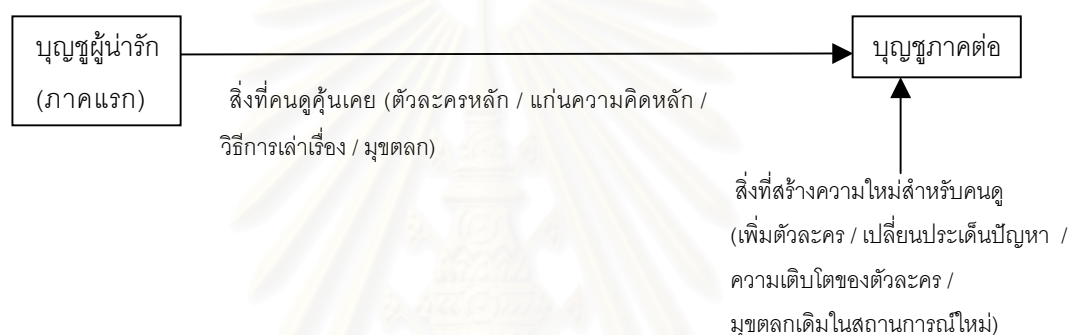 บุญชูผู้น่ารัก
(ภาคแรก)
บุญชูภาคต่อ
สิ่งที่คนดูคุ้นเคย (ตัวละครหลัก / แก่นความคิดหลัก /
วิธีการเล่าเรื่อง / มุขตลก)
สิ่งที่สร้างความใหม่สำหรับคนดู
(เพิ่มตัวละคร / เปลี่ยนประเด็นปัญหา /
ความเติบโตของตัวละคร /
มุขตลกเดิมในสถานการณ์ใหม่)